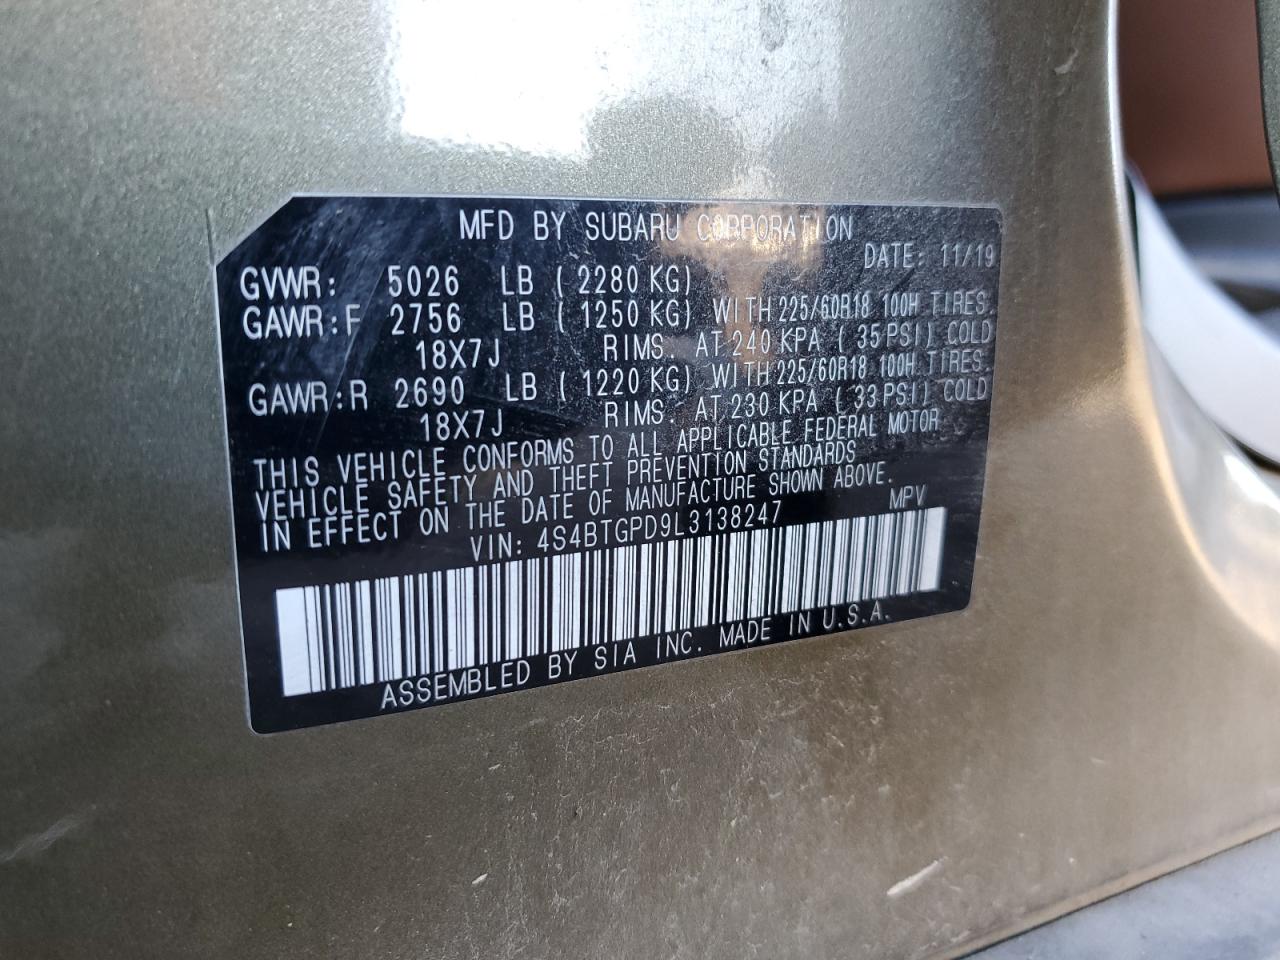 MFD BY SUBARU CORPORATION
DATE: 11/19
GVWR: 5026 LB ( 2280 KG)
GAWR:F 2756 LB ( 1250 KG) WITH 225/60R18 100H TIRES.
18X7J RIMS. AT 240 KPA ( 35 PSI) COLD
GAWR:R 2690 LB ( 1220 KG) WITH 225/60R18 100H TIRES.
18X7J RIMS. AT 230 KPA ( 33 PSI) COLD
THIS VEHICLE CONFORMS TO ALL APPLICABLE FEDERAL MOTOR
VEHICLE SAFETY AND THEFT PREVENTION STANDARDS
IN EFFECT ON THE DATE OF MANUFACTURE SHOWN ABOVE.
VIN: 4S4BTGPD9L3138247 MPV
ASSEMBLED BY SIA INC. MADE IN U.S.A.